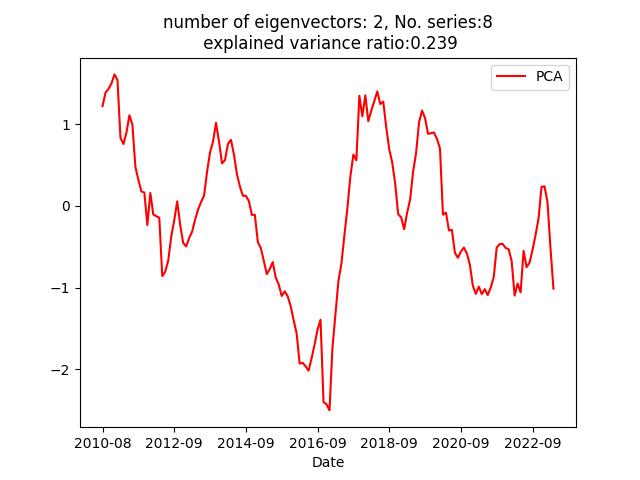 number of eigenvectors: 2, No. series:8
explained variance ratio:0.239
PCA
1
0
−1
−2
2010-08 2012-09 2014-09 2016-09 2018-09 2020-09 2022-09
Date